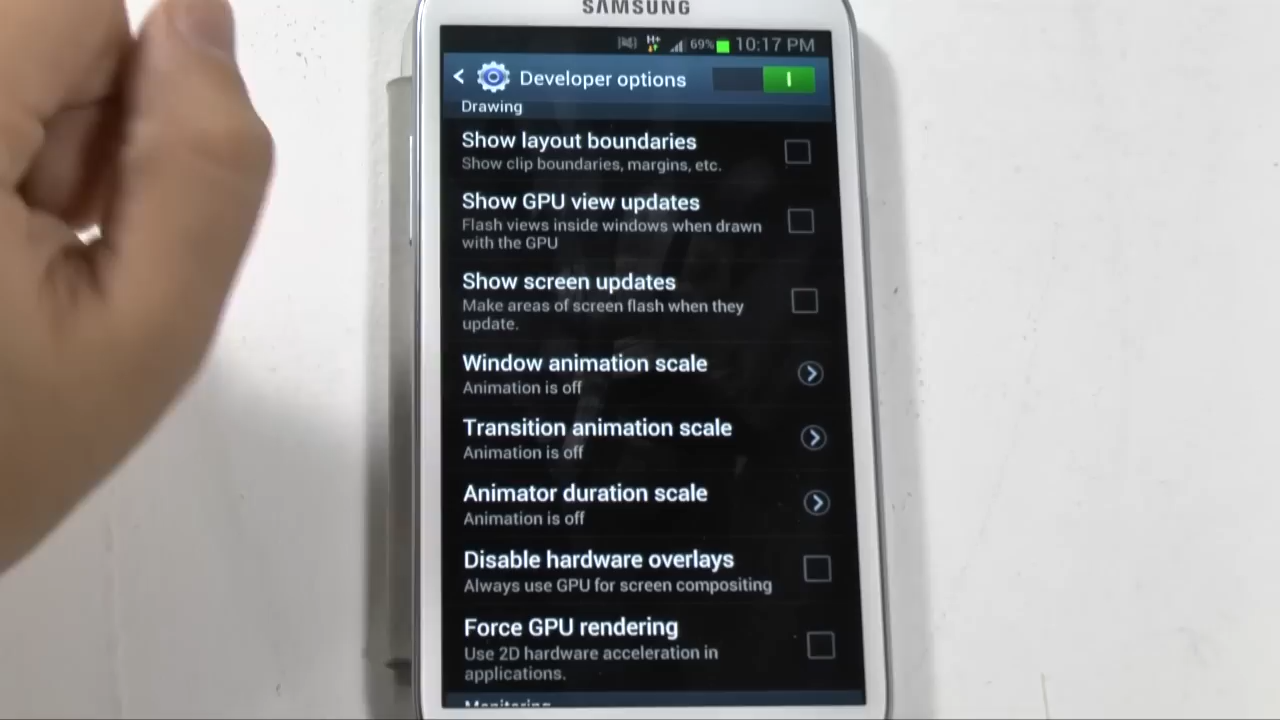 SAMSUNG
H+ 69% 10:17 PM
Developer options
Drawing
Show layout boundaries
Show clip boundaries, margins, etc.
Show GPU view updates
Flash views inside windows when drawn
with the GPU
Show screen updates
Make areas of screen flash when they
update.
Window animation scale
Animation is off
Transition animation scale
Animation is off
Animator duration scale
Animation is off
Disable hardware overlays
Always use GPU for screen compositing
Force GPU rendering
Use 2D hardware acceleration in
applications.
Monitoring